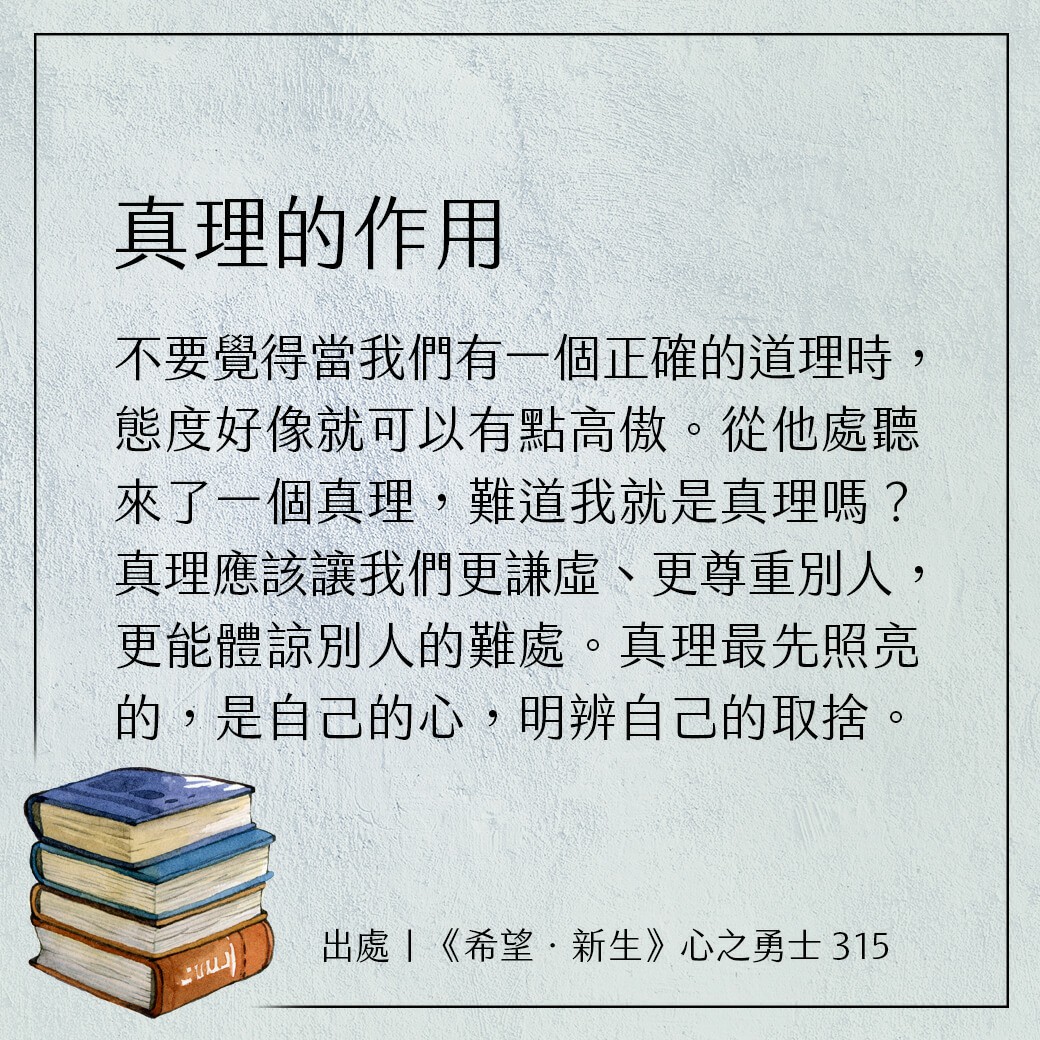 真理的作用
不要覺得當我們有一個正確的道理時，
態度好像就可以有點高傲。從他處聽
來了一個真理，難道我就是真理嗎？
真理應該讓我們更謙虛、更尊重別人，
更能體諒別人的難處。真理最先照亮
的，是自己的心，明辨自己的取捨。
出處｜《希望．新生》心之勇士 315